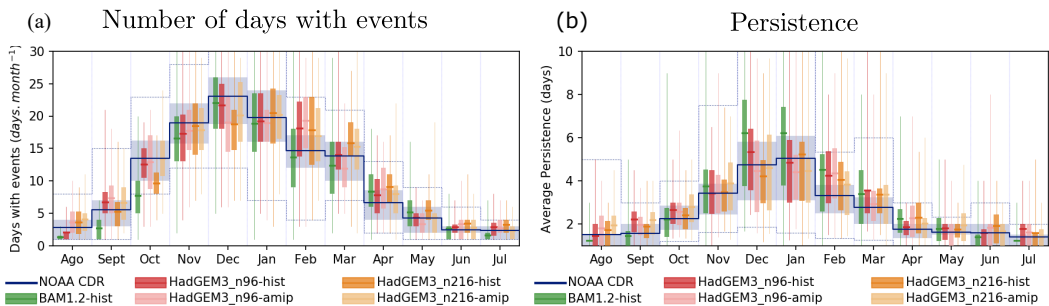 (a) Number of days with events
Days with events (days. month⁻¹)
30
25
20
15
10
5
0
Ago Sept Oct Nov Dec Jan Feb Mar Apr May Jun Jul
NOAA CDR HadGEM3_n96-hist HadGEM3_n216-hist
BAM1.2-hist HadGEM3_n96-amip HadGEM3_n216-amip
(b) Persistence
Average Persistence (days)
10
8
6
4
2
Ago Sept Oct Nov Dec Jan Feb Mar Apr May Jun Jul
NOAA CDR HadGEM3_n96-hist HadGEM3_n216-hist
BAM1.2-hist HadGEM3_n96-amip HadGEM3_n216-amip